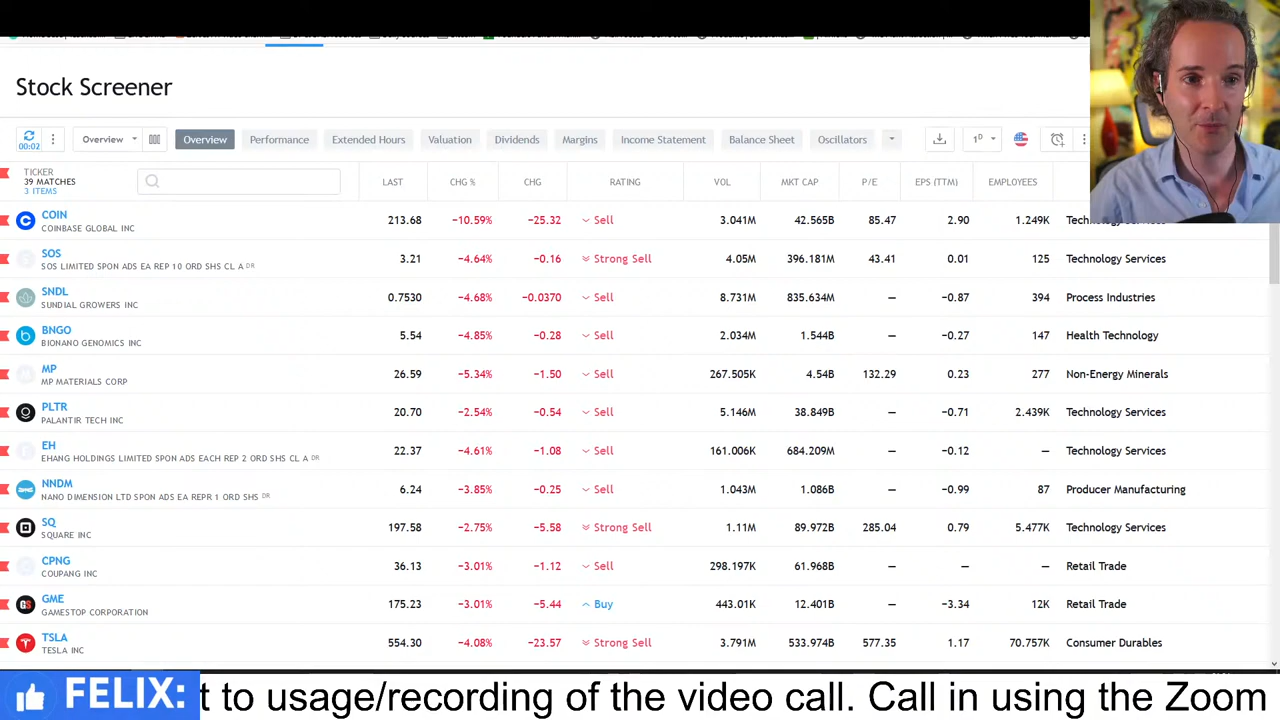 Stock Screener
00:02 Overview Overview Performance Extended Hours Valuation Dividends Margins Income Statement Balance Sheet Oscillators 1D
TICKER
39 MATCHES
3 ITEMS
LAST CHG % CHG RATING VOL MKT CAP P/E EPS (TTM) EMPLOYEES
COIN 213.68 −10.59% −25.32 Sell 3.041M 42.565B 85.47 2.90 1.249K Technology Services
COINBASE GLOBAL INC
SOS 3.21 −4.64% −0.16 Strong Sell 4.05M 396.181M 43.41 0.01 125 Technology Services
SOS LIMITED SPON ADS EA REP 10 ORD SHS CL A DR
SNDL 0.7530 −4.68% −0.0370 Sell 8.731M 835.634M — −0.87 394 Process Industries
SUNDIAL GROWERS INC
BNGO 5.54 −4.85% −0.28 Sell 2.034M 1.544B — −0.27 147 Health Technology
BIONANO GENOMICS INC
MP 26.59 −5.34% −1.50 Sell 267.505K 4.54B 132.29 0.23 277 Non-Energy Minerals
MP MATERIALS CORP
PLTR 20.70 −2.54% −0.54 Sell 5.146M 38.849B — −0.71 2.439K Technology Services
PALANTIR TECH INC
EH 22.37 −4.61% −1.08 Sell 161.006K 684.209M — −0.12 — Technology Services
EHANG HOLDINGS LIMITED SPON ADS EACH REP 2 ORD SHS CL A DR
NNDM 6.24 −3.85% −0.25 Sell 1.043M 1.086B — −0.99 87 Producer Manufacturing
NANO DIMENSION LTD SPON ADS EA REPR 1 ORD SHS DR
SQ 197.58 −2.75% −5.58 Strong Sell 1.11M 89.972B 285.04 0.79 5.477K Technology Services
SQUARE INC
CPNG 36.13 −3.01% −1.12 Sell 298.197K 61.968B — — — Retail Trade
COUPANG INC
GME 175.23 −3.01% −5.44 Buy 443.01K 12.401B — −3.34 12K Retail Trade
GAMESTOP CORPORATION
TSLA 554.30 −4.08% −23.57 Strong Sell 3.791M 533.974B 577.35 1.17 70.757K Consumer Durables
TESLA INC
FELIX: t to usage/recording of the video call. Call in using the Zoom